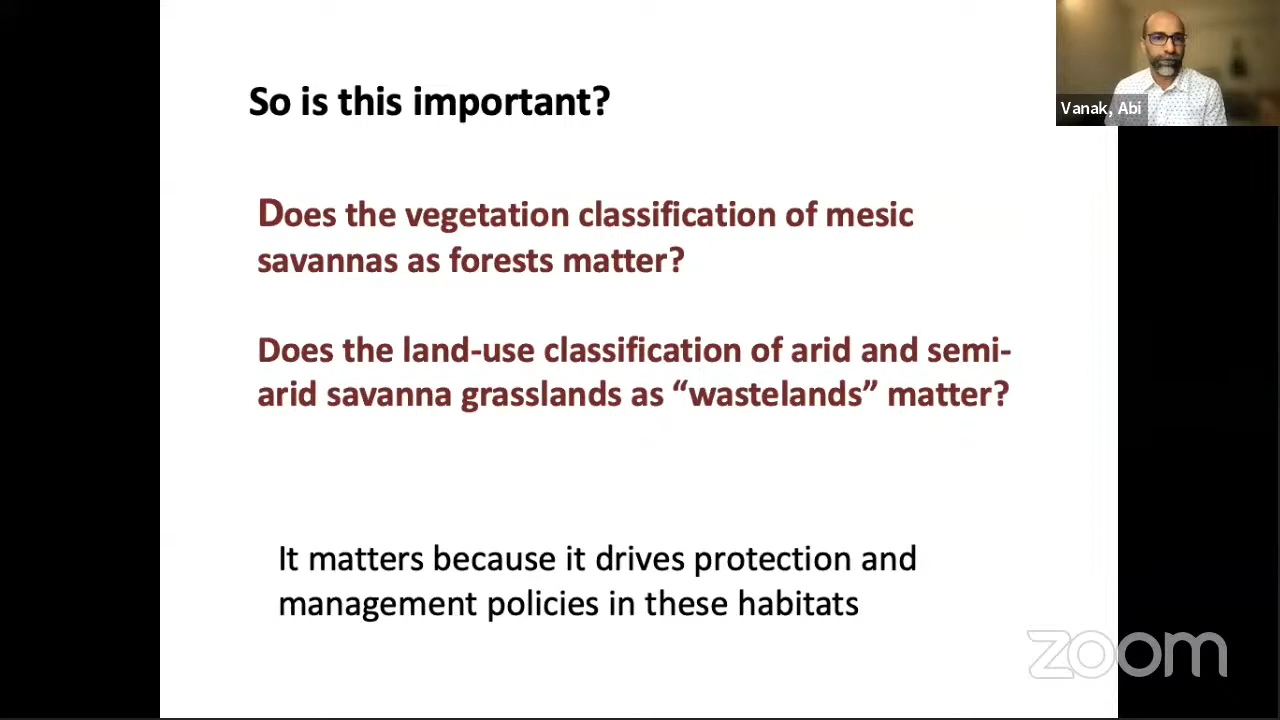 So is this important?
Vanak, Abi
Does the vegetation classification of mesic
savannas as forests matter?
Does the land-use classification of arid and semi-
arid savanna grasslands as “wastelands” matter?
It matters because it drives protection and
management policies in these habitats
zoom